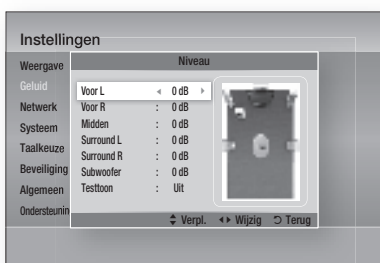 Instellingen
Weergave
Geluid
Netwerk
Systeem
Taalkeuze
Beveiliging
Algemeen
Ondersteunin
Niveau
Voor L ◀ 0 dB ▶
Voor R : 0 dB
Midden : 0 dB
Surround L : 0 dB
Surround R : 0 dB
Subwoofer : 0 dB
Testtoon : Uit
Verpl. Wijzig Terug